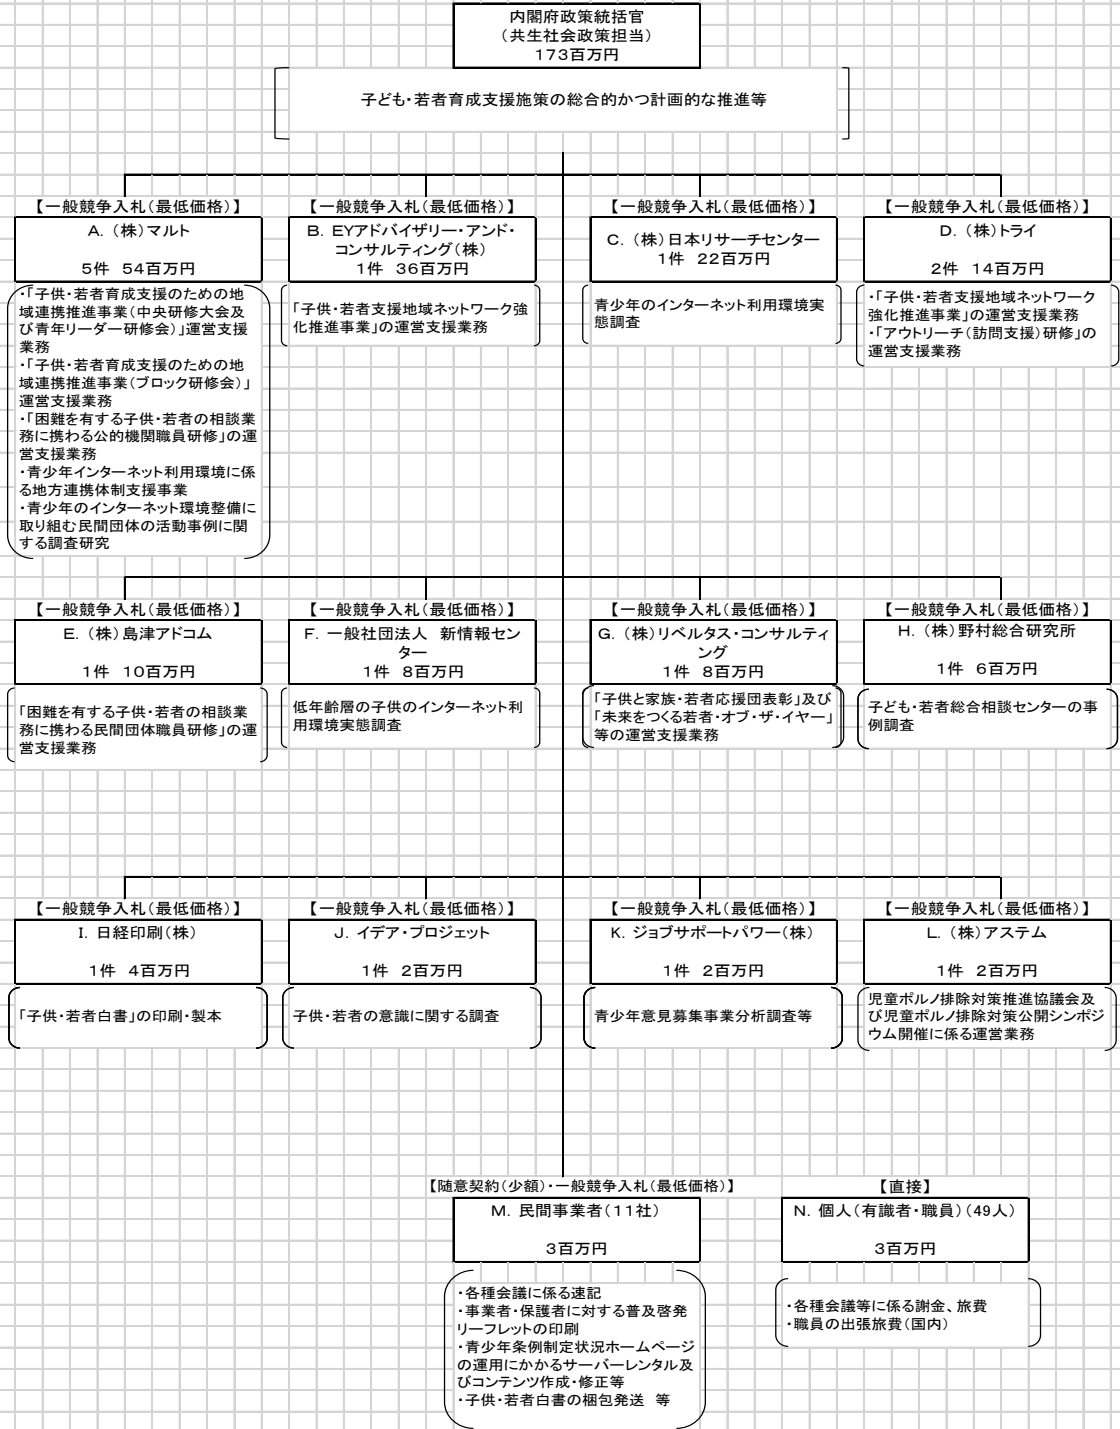 内閣府政策統括官
（共生社会政策担当）
173百万円
子ども・若者育成支援施策の総合的かつ計画的な推進等
【一般競争入札（最低価格）】
A. （株）マルト
5件 54百万円
・「子供・若者育成支援のための地
域連携推進事業（中央研修大会及
び青年リーダー研修会）」運営支援
業務
・「子供・若者育成支援のための地
域連携推進事業（ブロック研修会）」
運営支援業務
・「困難を有する子供・若者の相談業
務に携わる公的機関職員研修」の運
営支援業務
・青少年インターネット利用環境に係
る地方連携体制支援事業
・青少年のインターネット環境整備に
取り組む民間団体の活動事例に関
する調査研究
【一般競争入札（最低価格）】
B. EYアドバイザリー・アンド・
コンサルティング（株）
1件 36百万円
「子供・若者支援地域ネットワーク強
化推進事業」の運営支援業務
【一般競争入札（最低価格）】
C. （株）日本リサーチセンター
1件 22百万円
青少年のインターネット利用環境実
態調査
【一般競争入札（最低価格）】
D. （株）トライ
2件 14百万円
・「子供・若者支援地域ネットワーク
強化推進事業」の運営支援業務
・「アウトリーチ（訪問支援）研修」の
運営支援業務
【一般競争入札（最低価格）】
E. （株）島津アドコム
1件 10百万円
「困難を有する子供・若者の相談業
務に携わる民間団体職員研修」の運
営支援業務
【一般競争入札（最低価格）】
F. 一般社団法人 新情報セン
ター
1件 8百万円
低年齢層の子供のインターネット利
用環境実態調査
【一般競争入札（最低価格）】
G. （株）リベルタス・コンサルティ
ング
1件 8百万円
「子供と家族・若者応援団表彰」及び
「未来をつくる若者・オブ・ザ・イヤー」
等の運営支援業務
【一般競争入札（最低価格）】
H. （株）野村総合研究所
1件 6百万円
子ども・若者総合相談センターの事
例調査
【一般競争入札（最低価格）】
I. 日経印刷（株）
1件 4百万円
「子供・若者白書」の印刷・製本
【一般競争入札（最低価格）】
J. イデア・プロジェット
1件 2百万円
子供・若者の意識に関する調査
【一般競争入札（最低価格）】
K. ジョブサポートパワー（株）
1件 2百万円
青少年意見募集事業分析調査等
【一般競争入札（最低価格）】
L. （株）アステム
1件 2百万円
児童ポルノ排除対策推進協議会及
び児童ポルノ排除対策公開シンポジ
ウム開催に係る運営業務
【随意契約（少額）・一般競争入札（最低価格）】
M. 民間事業者（11社）
3百万円
・各種会議に係る速記
・事業者・保護者に対する普及啓発
リーフレットの印刷
・青少年条例制定状況ホームページ
の運用にかかるサーバーレンタル及
びコンテンツ作成・修正等
・子供・若者白書の梱包発送 等
【直接】
N. 個人（有識者・職員）（49人）
3百万円
・各種会議等に係る謝金、旅費
・職員の出張旅費（国内）